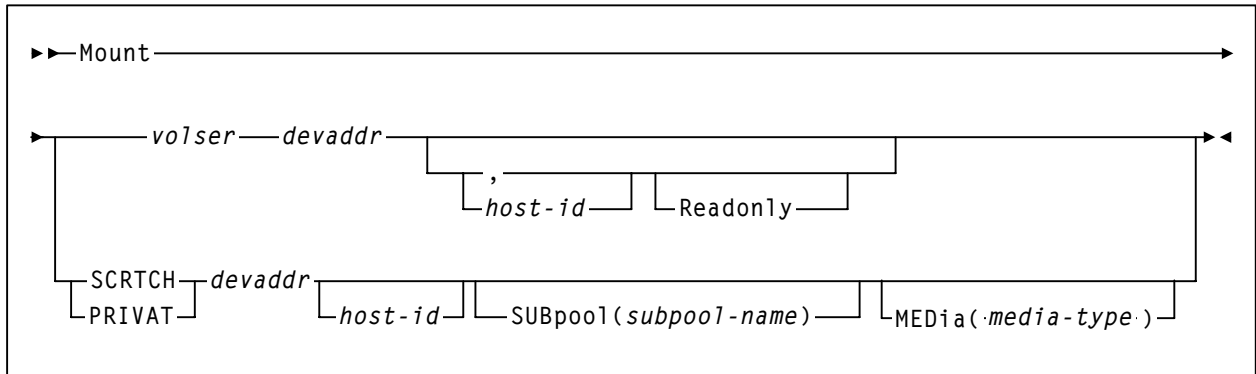 Mount
volser devaddr
,
host-id Readonly
SCRTCH devaddr
PRIVAT host-id SUBpool(subpool-name) MEDia(media-type)